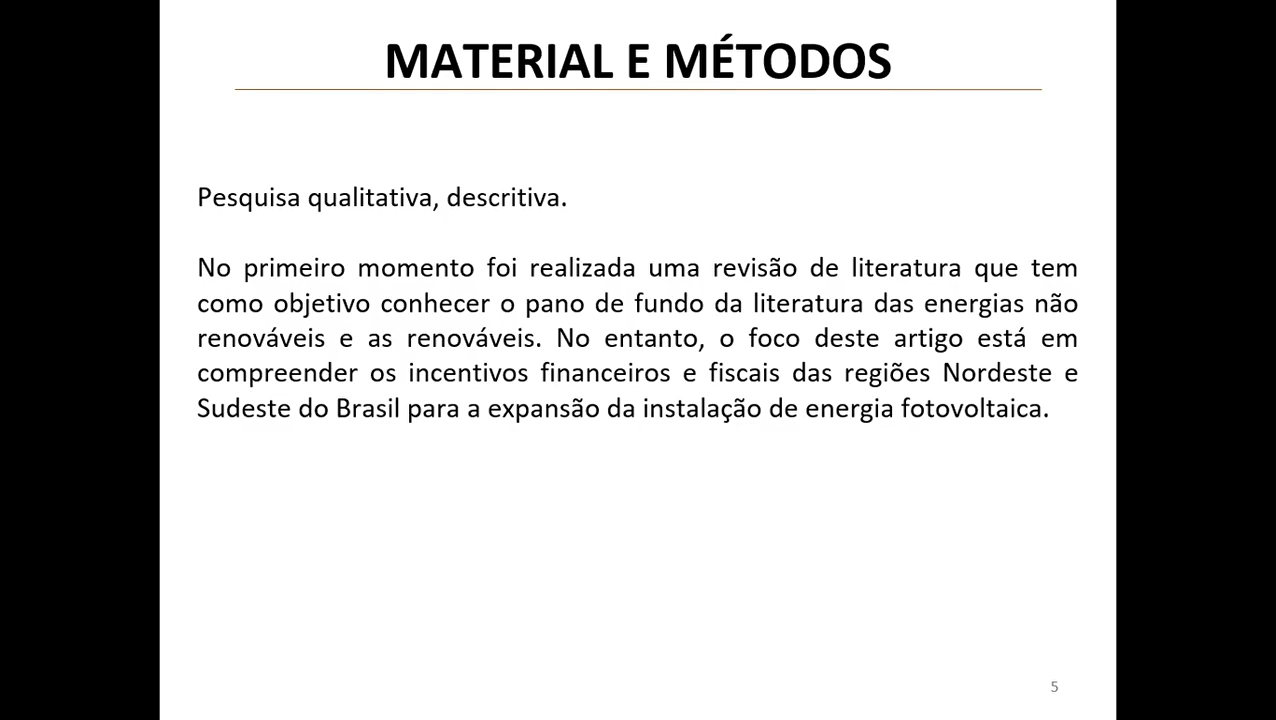 MATERIAL E MÉTODOS
Pesquisa qualitativa, descritiva.
No primeiro momento foi realizada uma revisão de literatura que tem
como objetivo conhecer o pano de fundo da literatura das energias não
renováveis e as renováveis. No entanto, o foco deste artigo está em
compreender os incentivos financeiros e fiscais das regiões Nordeste e
Sudeste do Brasil para a expansão da instalação de energia fotovoltaica.
5